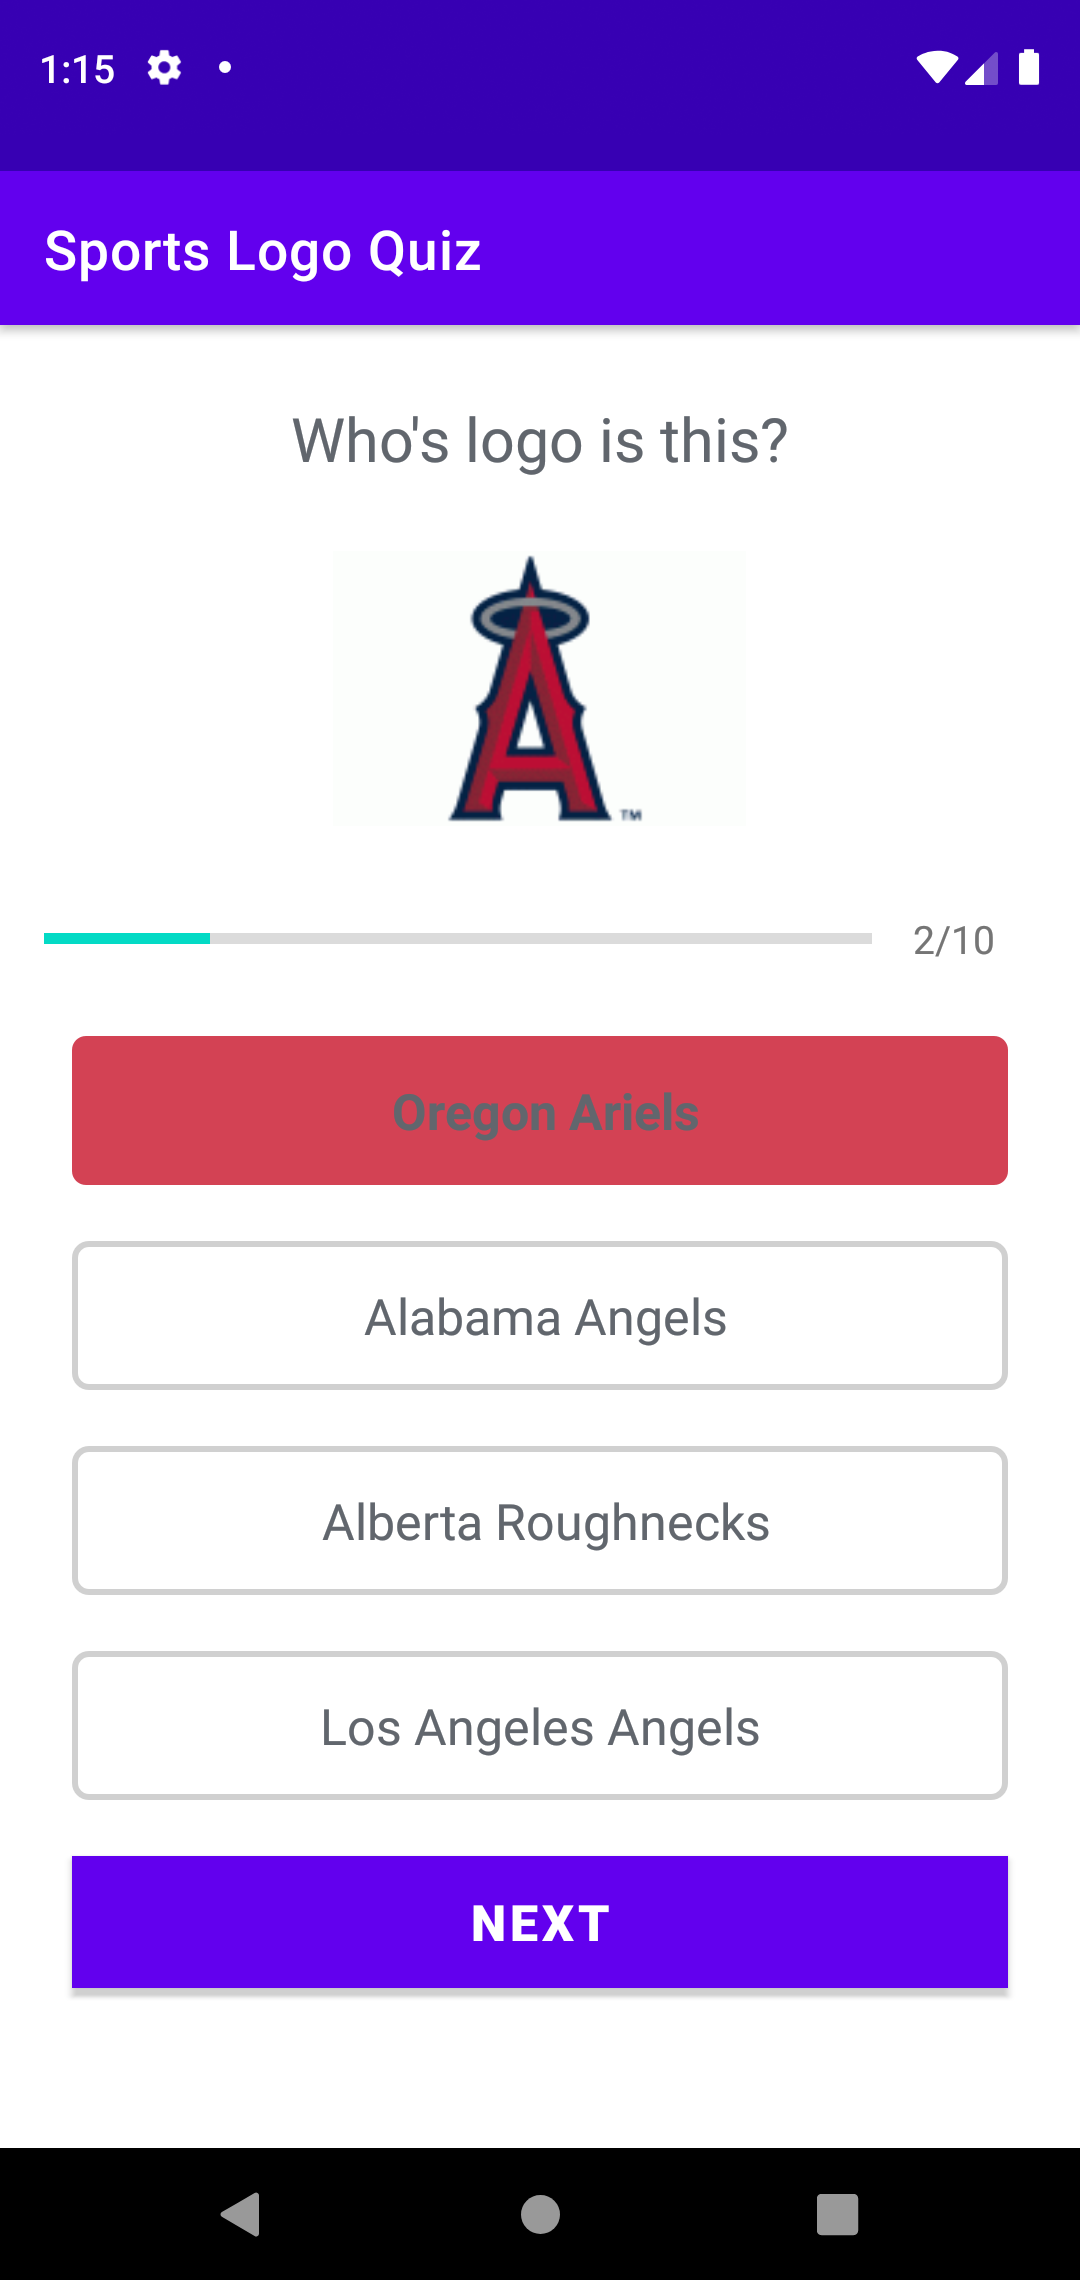 1:15
Sports Logo Quiz
Who's logo is this?
A
TM
2/10
Oregon Ariels
Alabama Angels
Alberta Roughnecks
Los Angeles Angels
NEXT